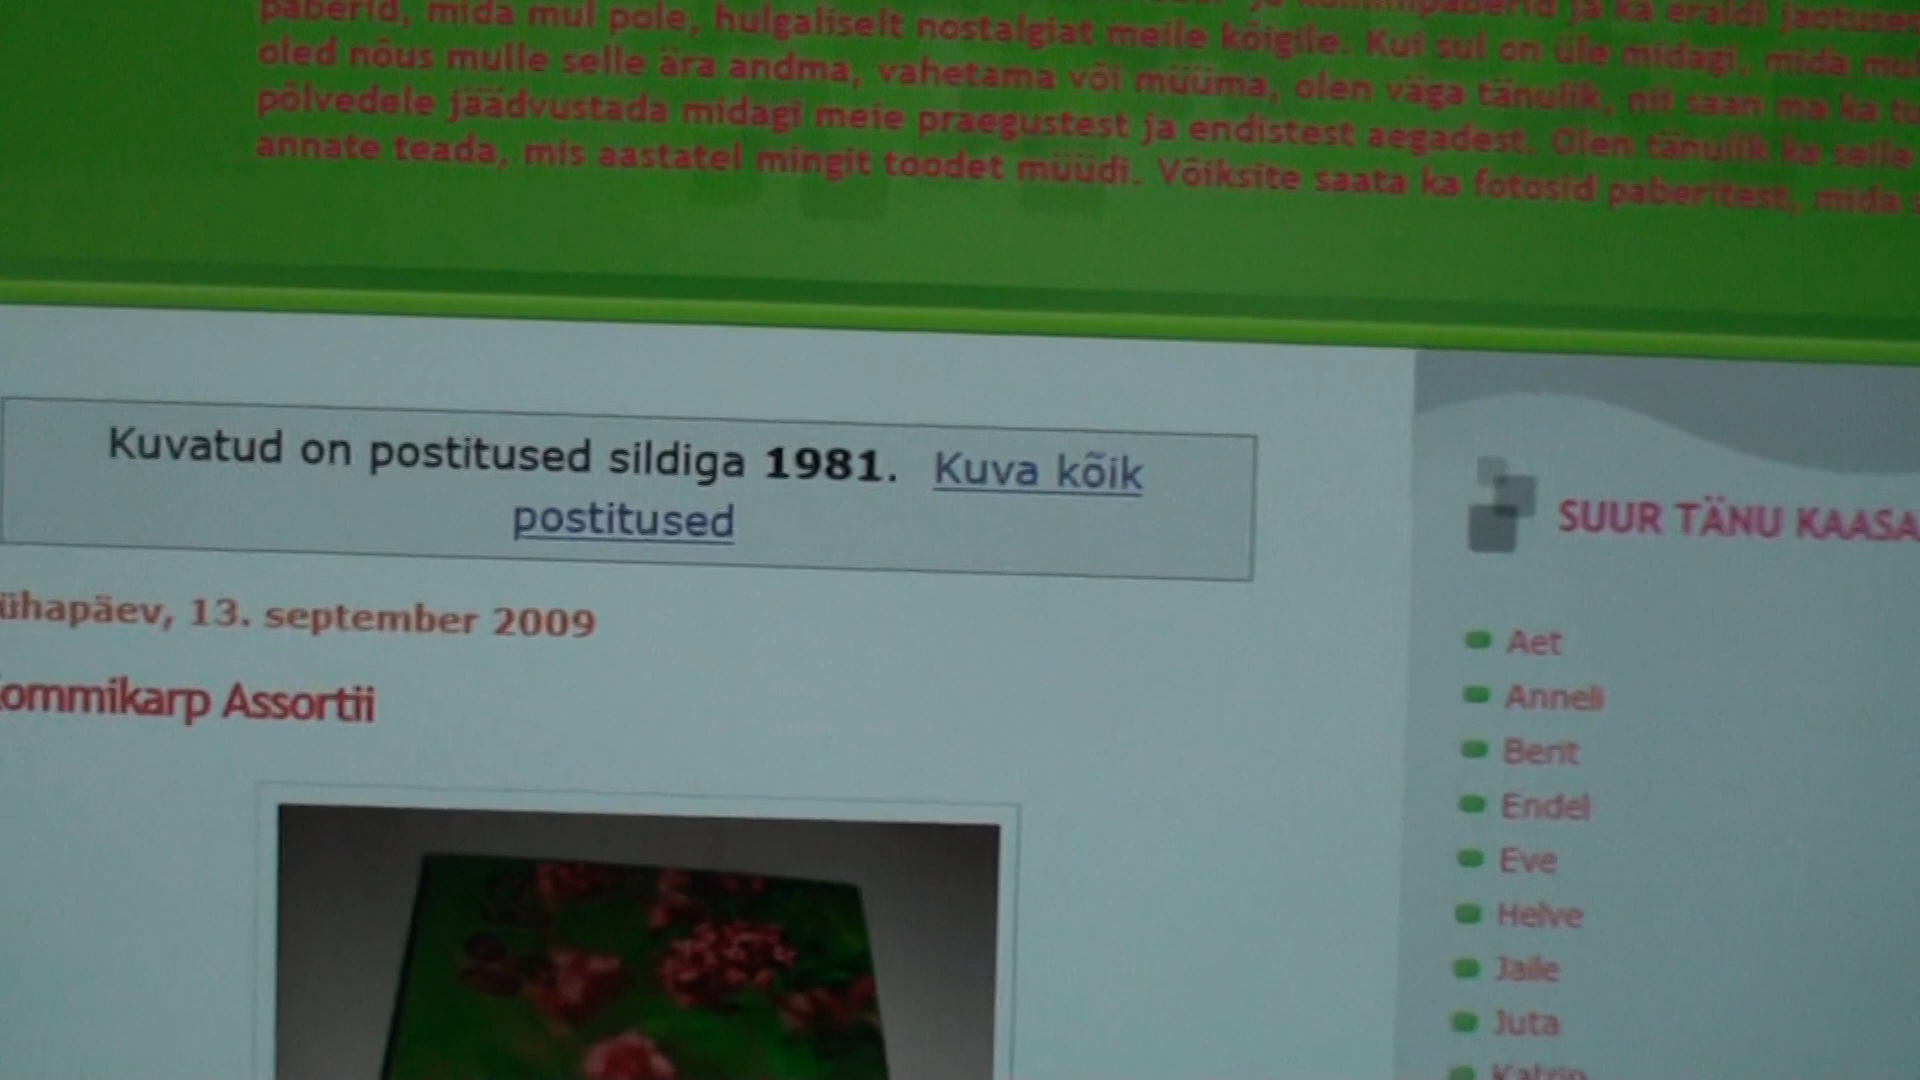 paberid, mida mul pole, hulgaliselt nostalgiat meile kõigile. Kui sul on üle midagi, mida mul
oled nõus mulle selle ära andma, vahetama või müüma, olen väga tänulik, nii saan ma ka
põlvedele jäädvustada midagi meie praegustest ja endistest aegadest. Olen tänulik ka selle
annate teada, mis aastatel mingit toodet müüdi. Võiksite saata ka fotosid paberitest, mida
Kuvatud on postitused sildiga 1981. Kuva kõik
postitused
ühapäev, 13. september 2009
ommikarp Assortii
SUUR TÄNU KAASA
Aet
Anneli
Berit
Endel
Eve
Helve
Jaile
Juta
Katrin